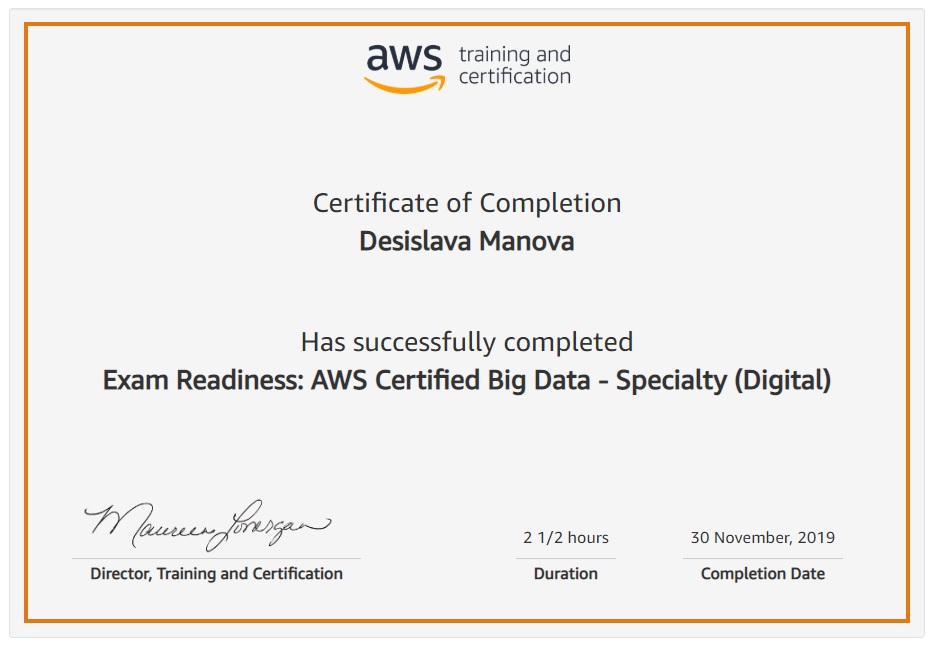 aws training and
certification
Certificate of Completion
Desislava Manova
Has successfully completed
Exam Readiness: AWS Certified Big Data - Specialty (Digital)
Maureen Lonergan
2 1/2 hours
30 November, 2019
Director, Training and Certification
Duration
Completion Date